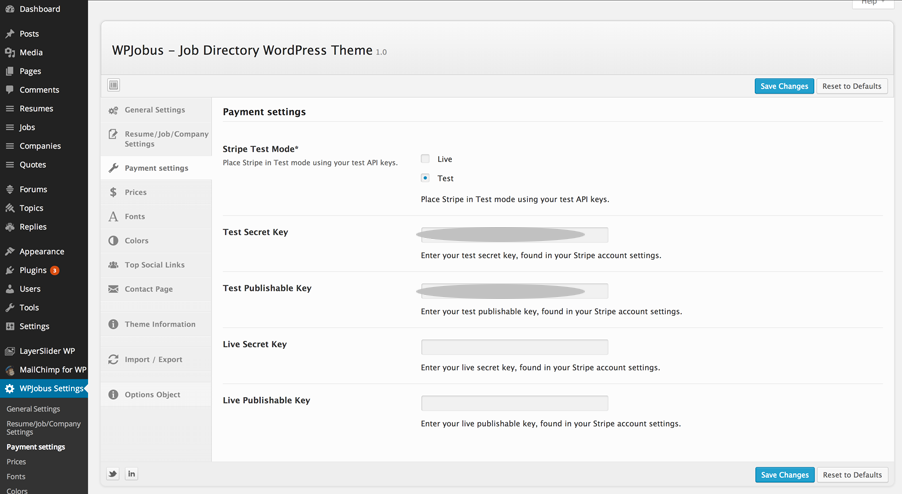 Dashboard
Posts
Media
Pages
Comments
Resumes
Jobs
Companies
Quotes
Forums
Topics
Replies
Appearance
Plugins 3
Users
Tools
Settings
LayerSlider WP
MailChimp for WP
WPJobus Settings
General Settings
Resume/Job/Company
Settings
Payment settings
Prices
Fonts
Colors
Help
WPJobus – Job Directory WordPress Theme 1.0
Save Changes
Reset to Defaults
General Settings
Resume/Job/Company
Settings
Payment settings
Prices
Fonts
Colors
Top Social Links
Contact Page
Theme Information
Import / Export
Options Object
Payment settings
Stripe Test Mode*
Place Stripe in Test mode using your test API keys.
Live
Test
Place Stripe in Test mode using your test API keys.
Test Secret Key
Enter your test secret key, found in your Stripe account settings.
Test Publishable Key
Enter your test publishable key, found in your Stripe account settings.
Live Secret Key
Enter your live secret key, found in your Stripe account settings.
Live Publishable Key
Enter your live publishable key, found in your Stripe account settings.
Save Changes
Reset to Defaults